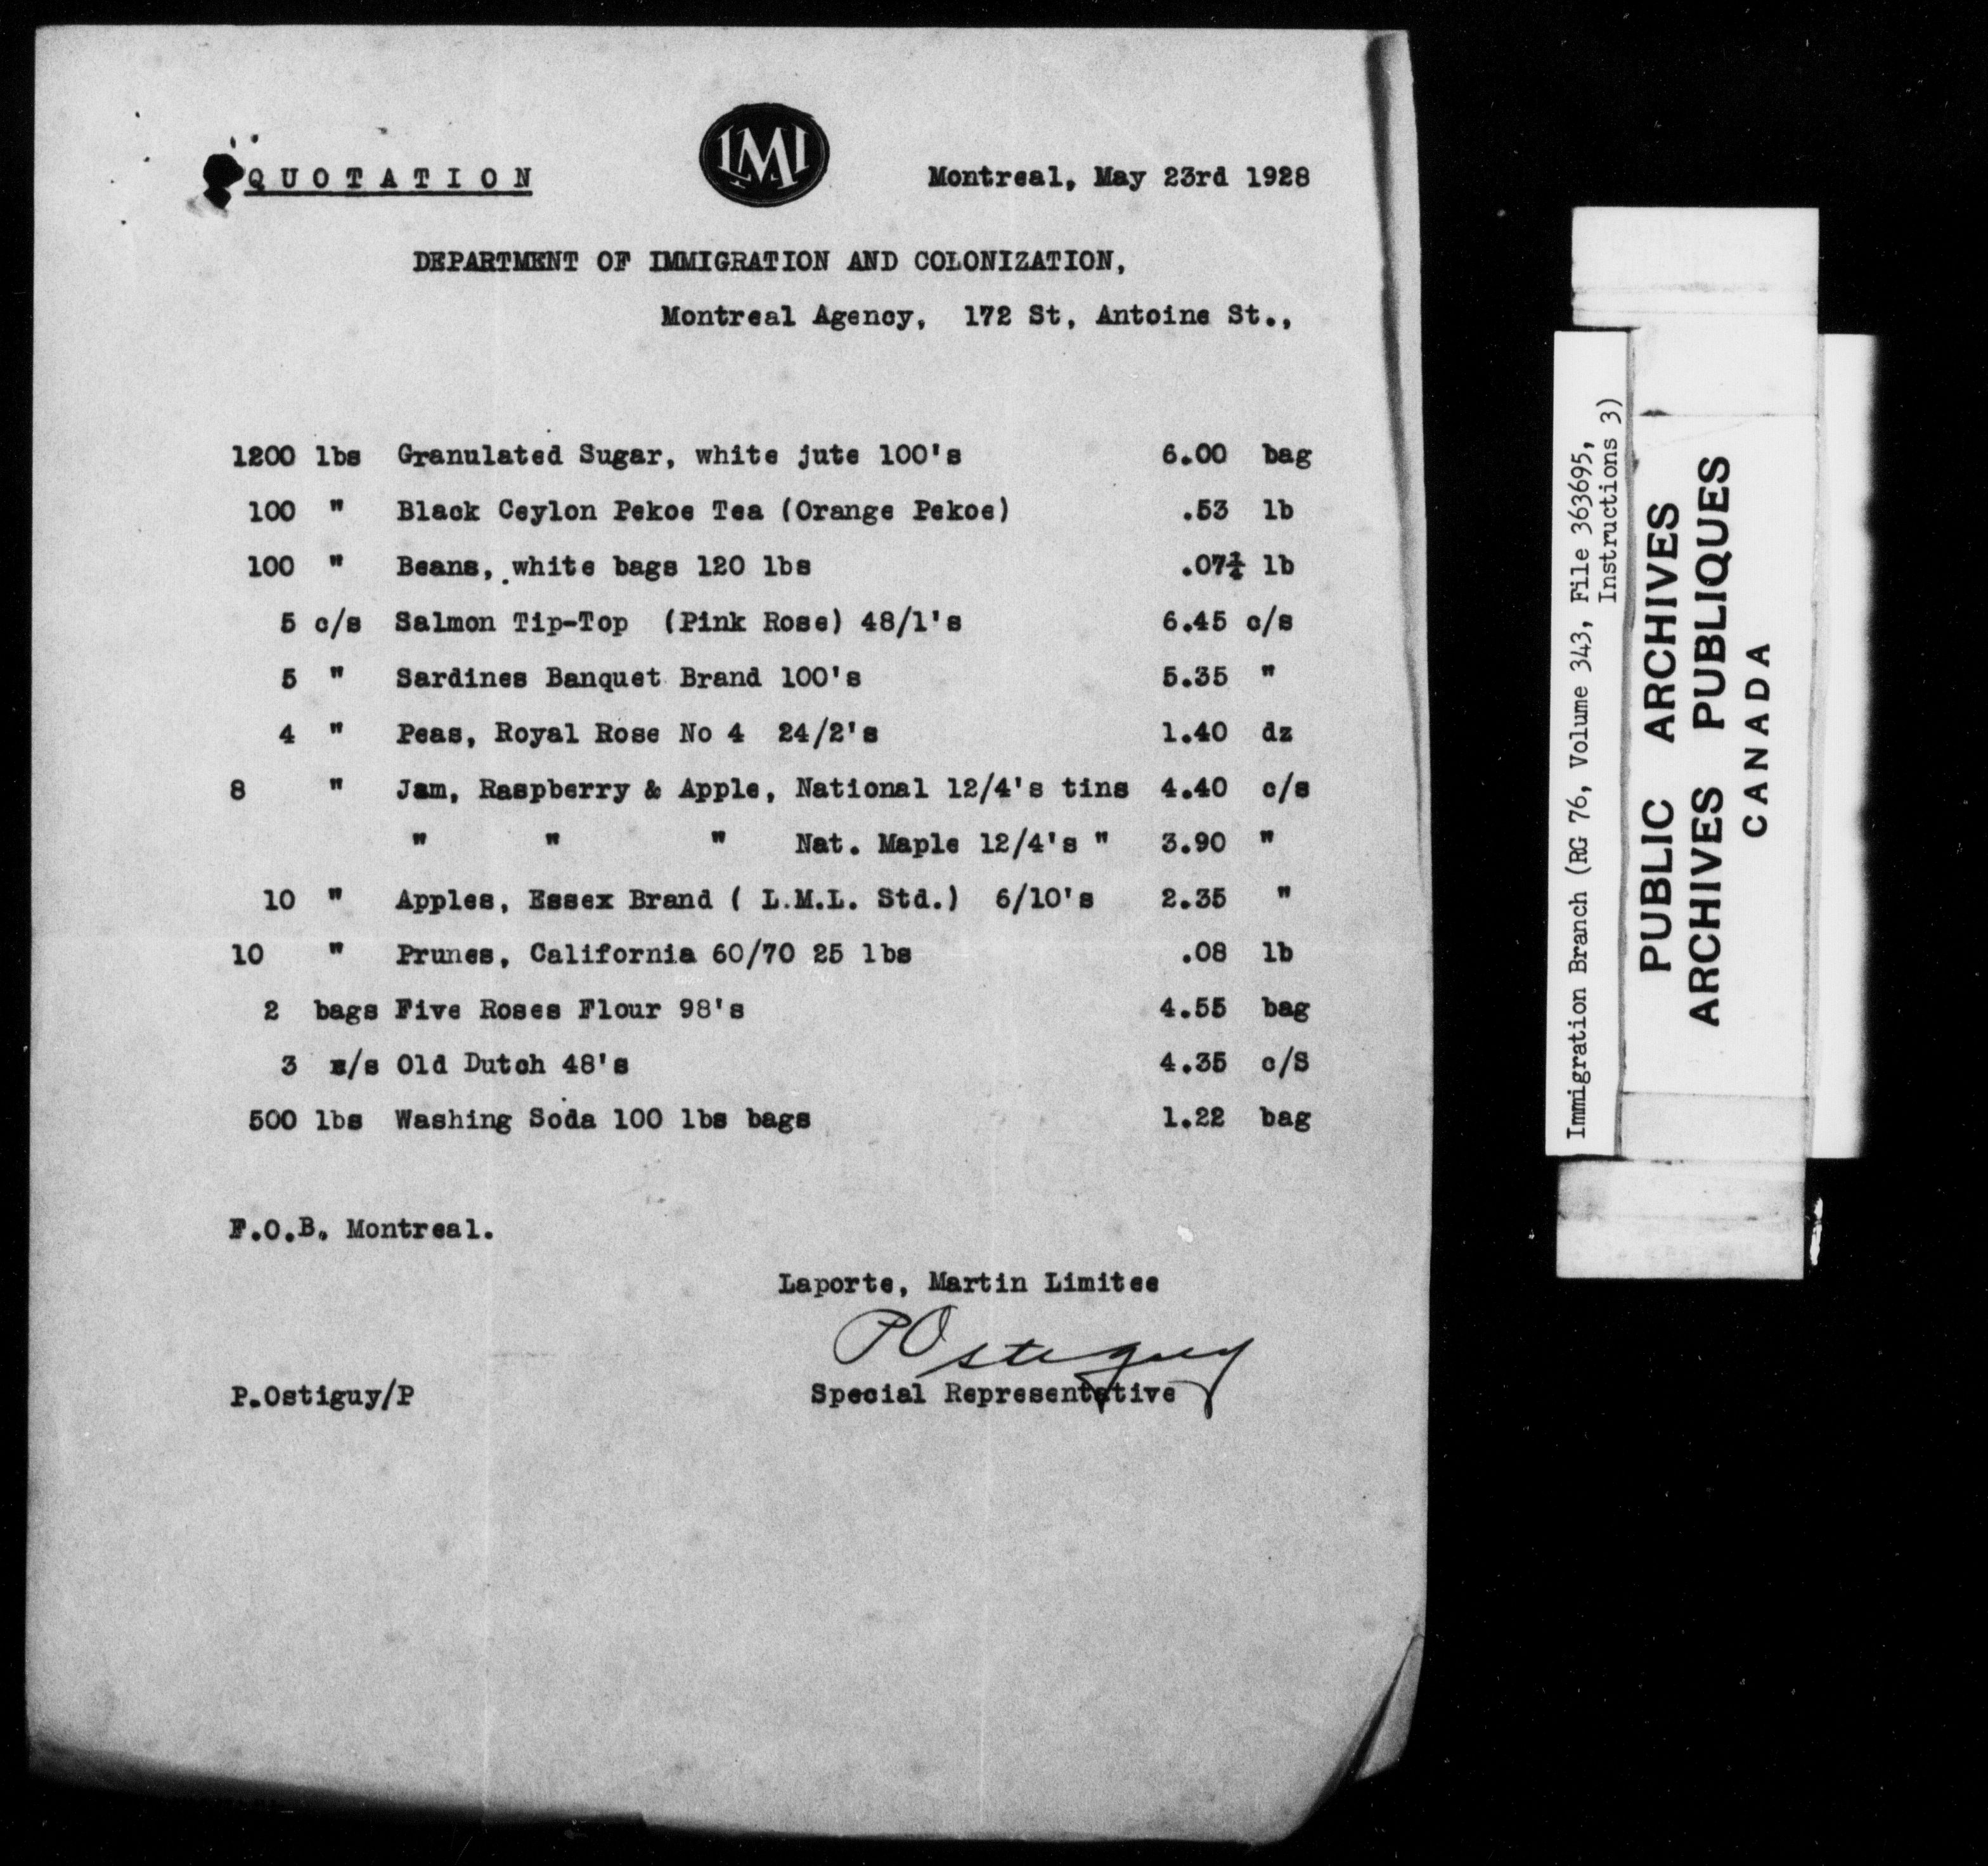 LMI
QUOTATION
Montreal, May 23rd 1928
DEPARTMENT OF IMMIGRATION AND COLONIZATION,
Montreal Agency, 172 St, Antoine St.,
1200 lbs Granulated Sugar, white jute 100's 6.00 bag
100 " Black Ceylon Pekoe Tea (Orange Pekoe) .53 lb
100 " Beans, white bags 120 lbs .07 lb
5 c/s Salmon Tip-Top (Pink Rose) 48/1's 6.45 c/s
5 " Sardines Banquet Brand 100's 5.35 "
4 " Peas, Royal Rose No 4 24/2's 1.40 dz
8 " Jam, Raspberry & Apple, National 12/4's tins 4.40 c/s
" " " Nat. Maple 12/4's " 3.90 "
10 " Apples, Essex Brand ( L.M.L. Std.) 6/10's 2.35 "
10 " Prunes, California 60/70 25 lbs .08 lb
2 bags Five Roses Flour 98's 4.55 bag
3 /s Old Dutch 48's 4.35 c/S
500 lbs Washing Soda 100 lbs bags 1.22 bag
F.O.B. Montreal.
Laporte, Martin Limitee
P Ostiguy
P.Ostiguy/P
Special Representative
Immigration Branch (RG 76, Volume 343, File 363695,
Instructions 3)
PUBLIC ARCHIVES
ARCHIVES PUBLIQUES
CANADA